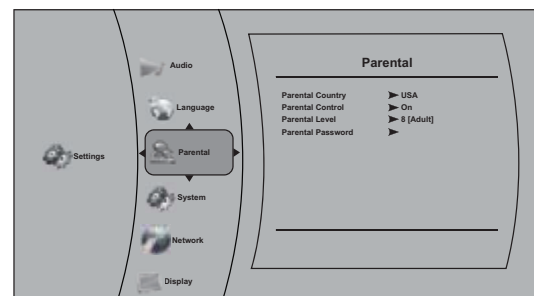 Settings
Audio
Language
Parental
System
Network
Display
Parental
Parental Country USA
Parental Control On
Parental Level 8 [Adult]
Parental Password